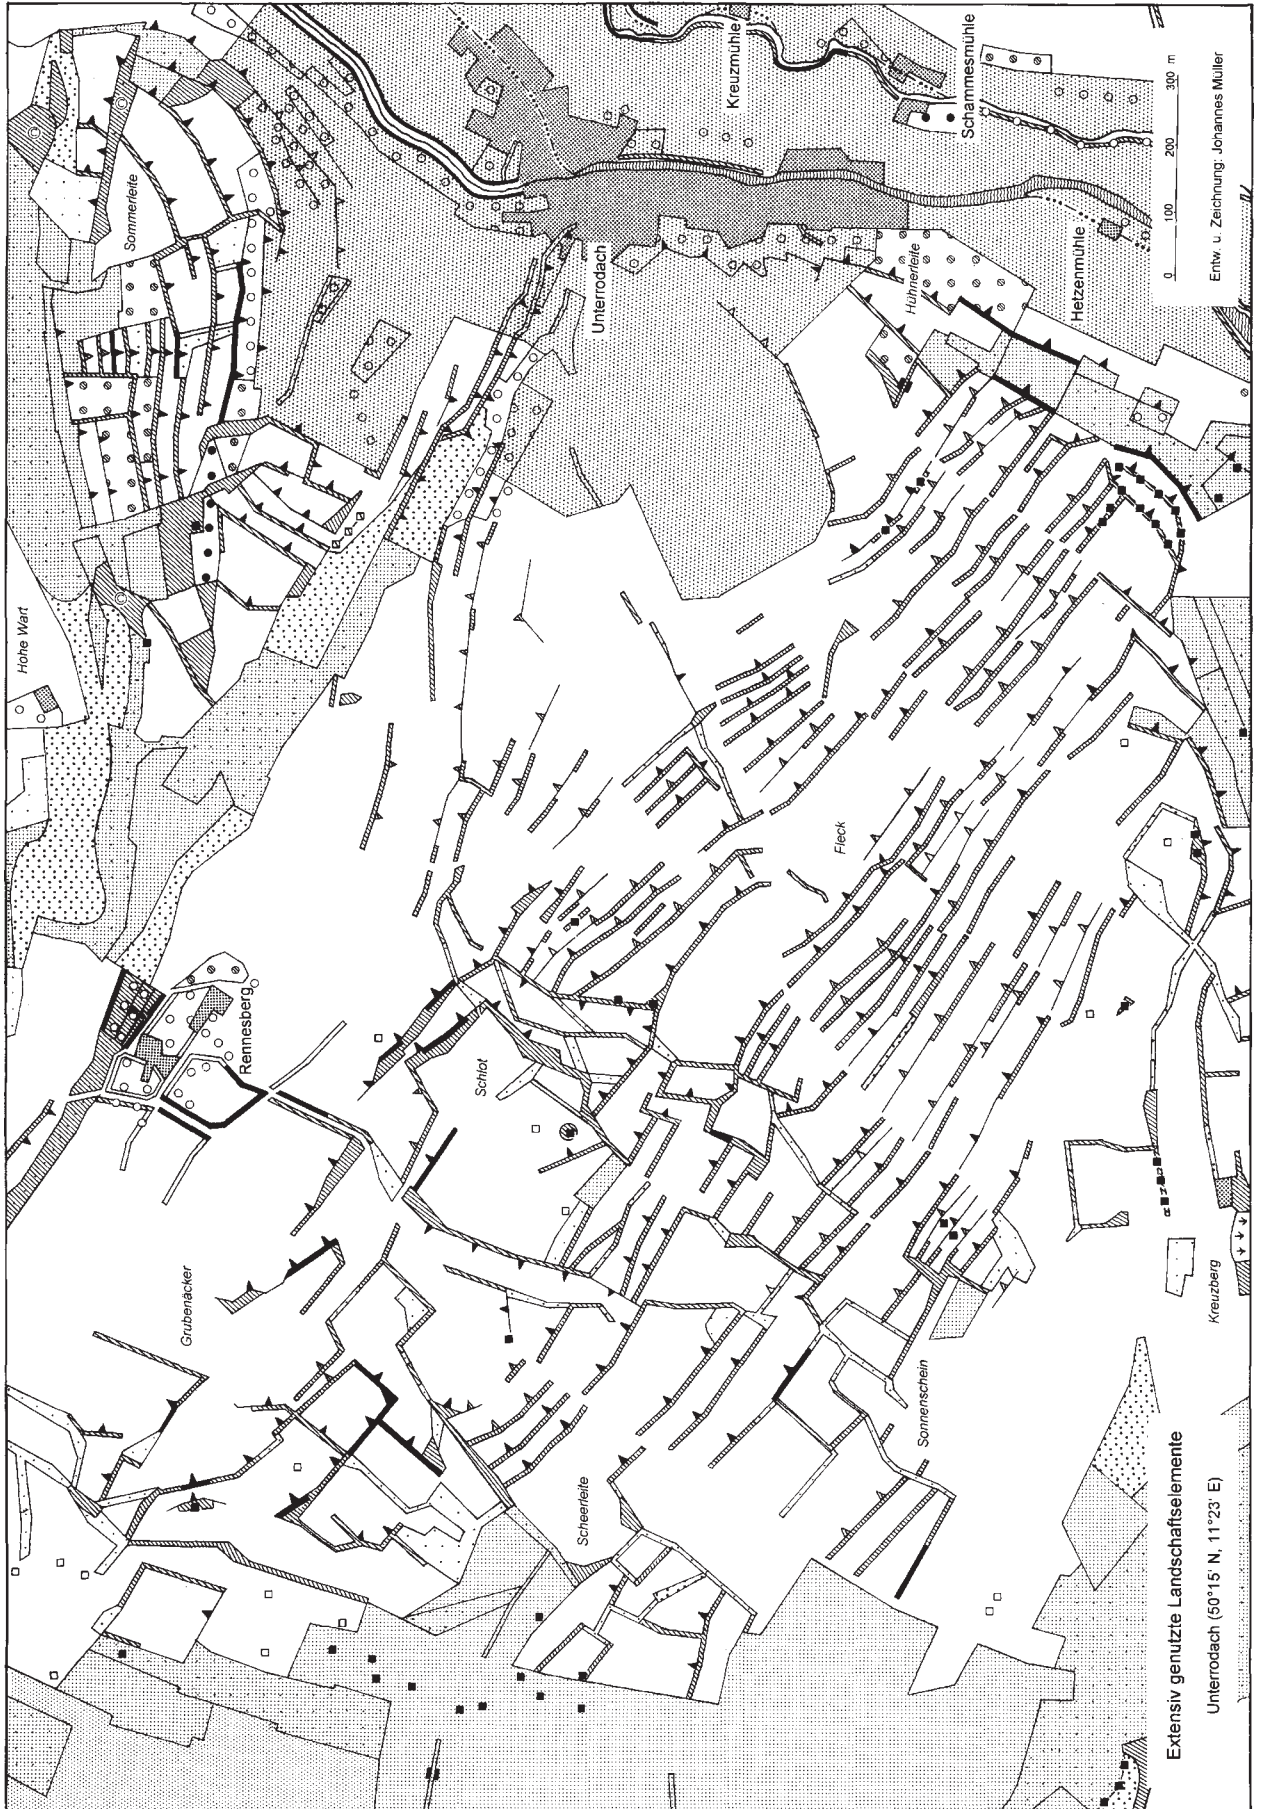 Extensiv genutzte Landschaftselemente
Unterrodach (50°15' N, 11°23' E)
Grubenäcker
Rennesberg
Hohe Wart
Sommerleite
Scheerleite
Schlot
Unterrodach
Sonnenschein
Fleck
Kreuzmühle
Hühnerleite
Schammesmühle
Hetzenmühle
Kreuzberg
0 100 200 300 m
Entw. u. Zeichnung: Johannes Müller